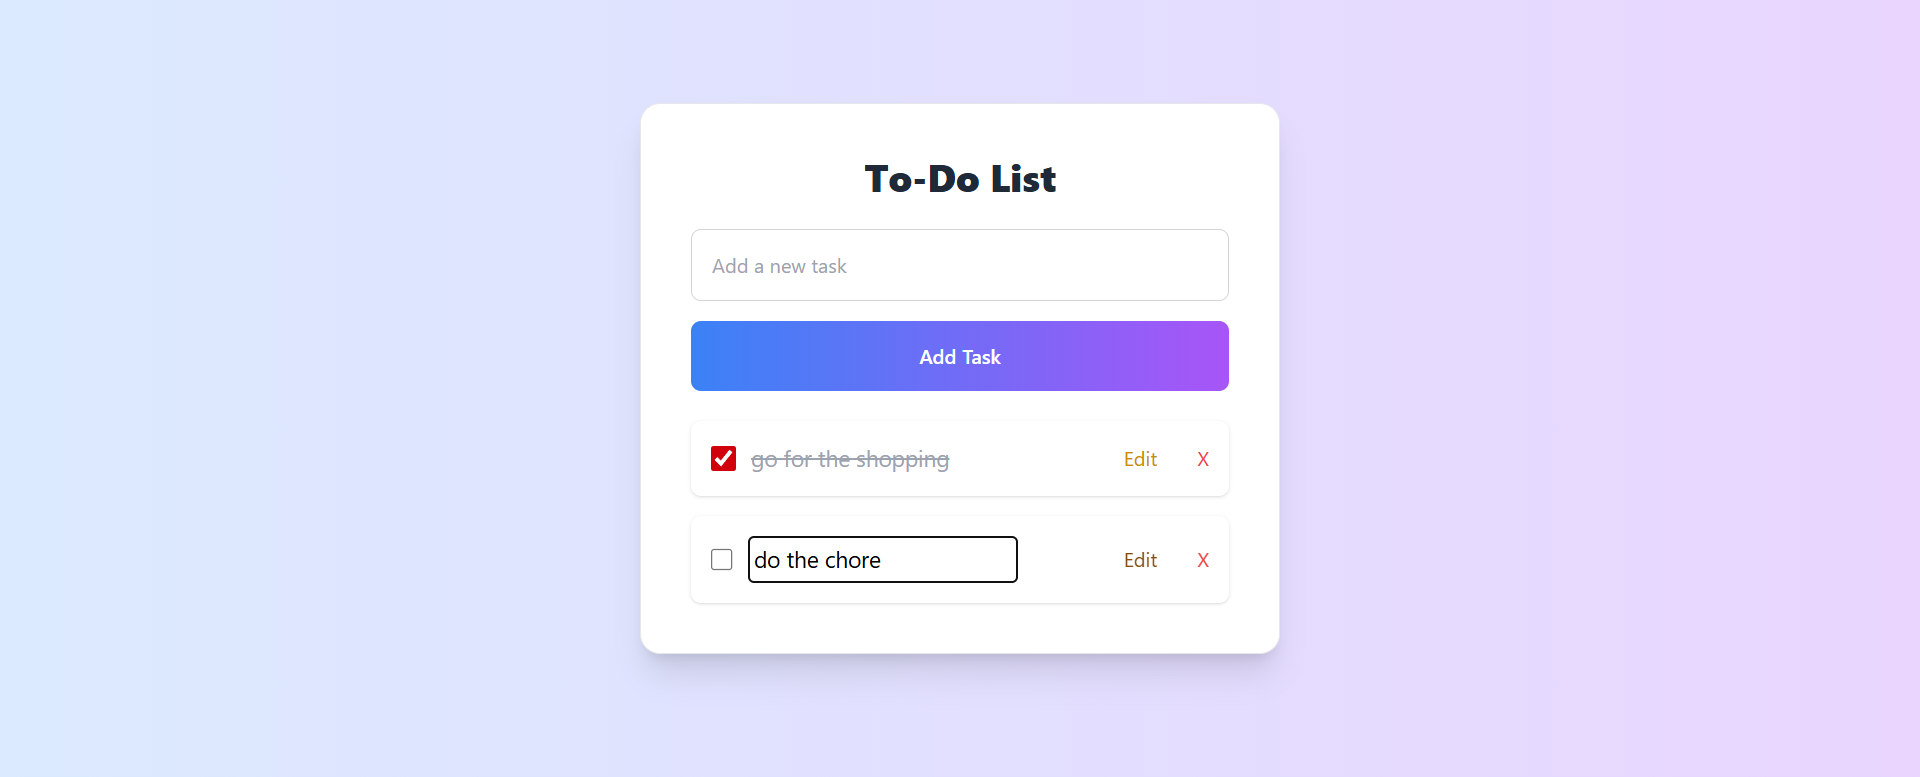 To-Do List
Add a new task
Add Task
go for the shopping Edit X
do the chore Edit X